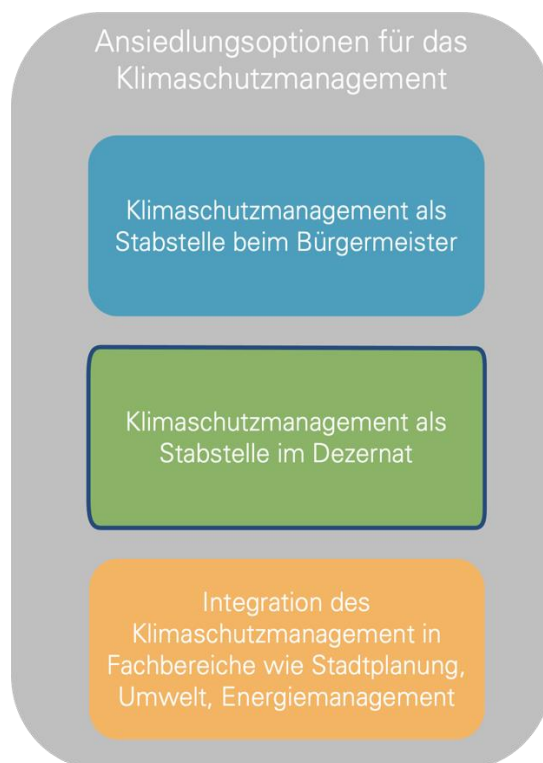 Ansiedlungsoptionen für das
Klimaschutzmanagement
Klimaschutzmanagement als
Stabstelle beim Bürgermeister
Klimaschutzmanagement als
Stabstelle im Dezernat
Integration des
Klimaschutzmanagement in
Fachbereiche wie Stadtplanung,
Umwelt, Energiemanagement